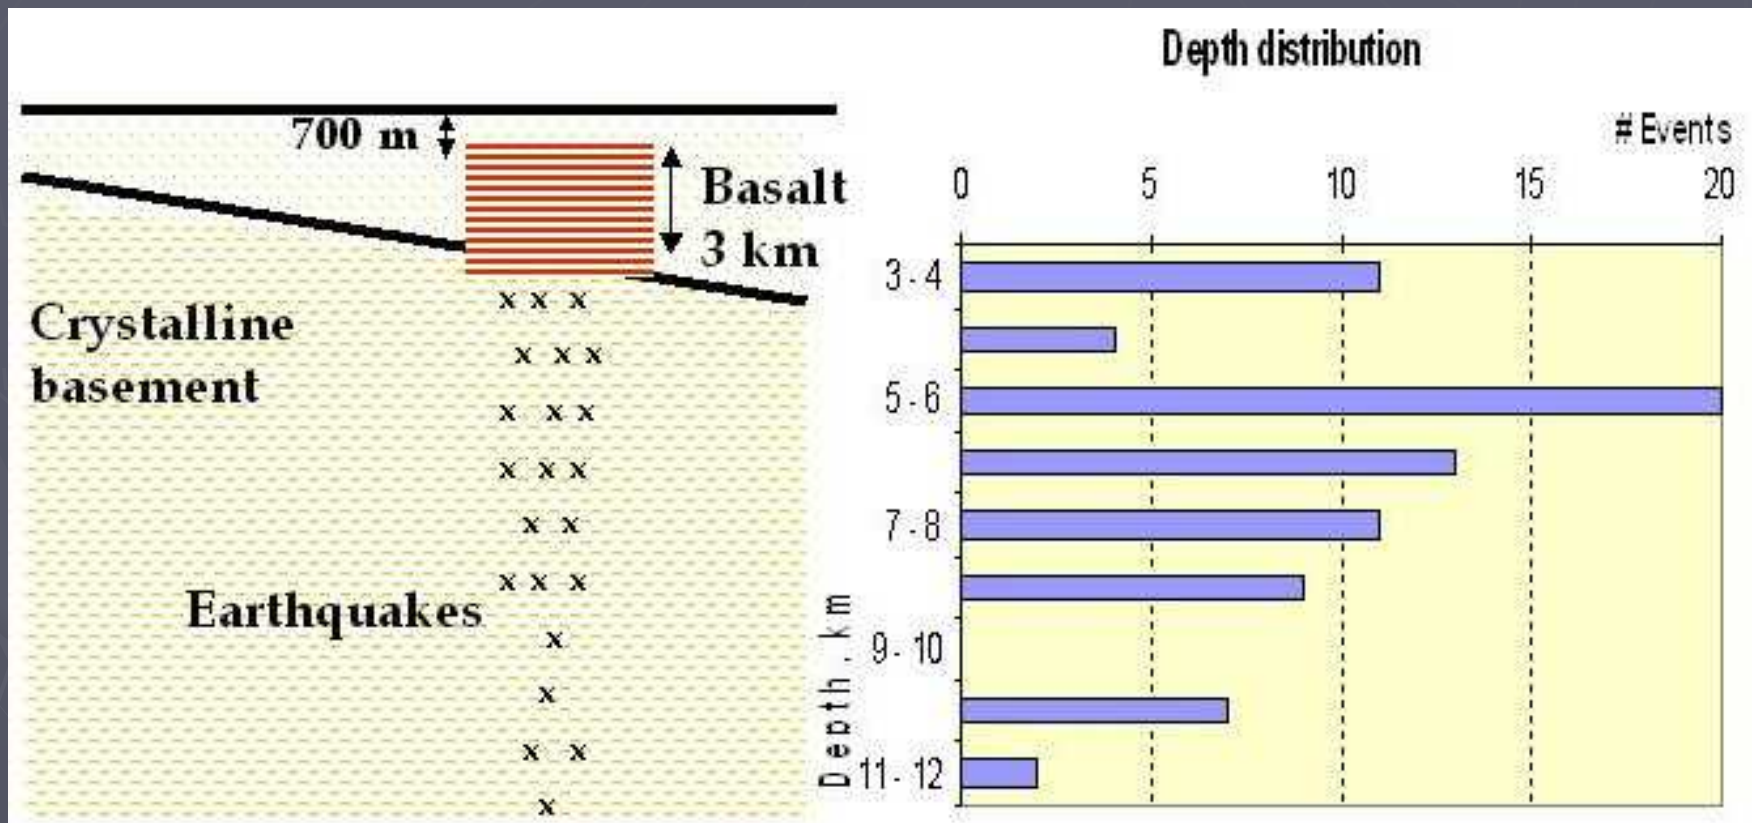 700 m
Basalt
3 km
Crystalline
basement
x x x
x x x
x x x
x x x
x x
x x x
Earthquakes
x
x
x x
x
Depth distribution
# Events
0 5 10 15 20
3 - 4
5 - 6
7 - 8
9 - 10
11 - 12
Depth, km